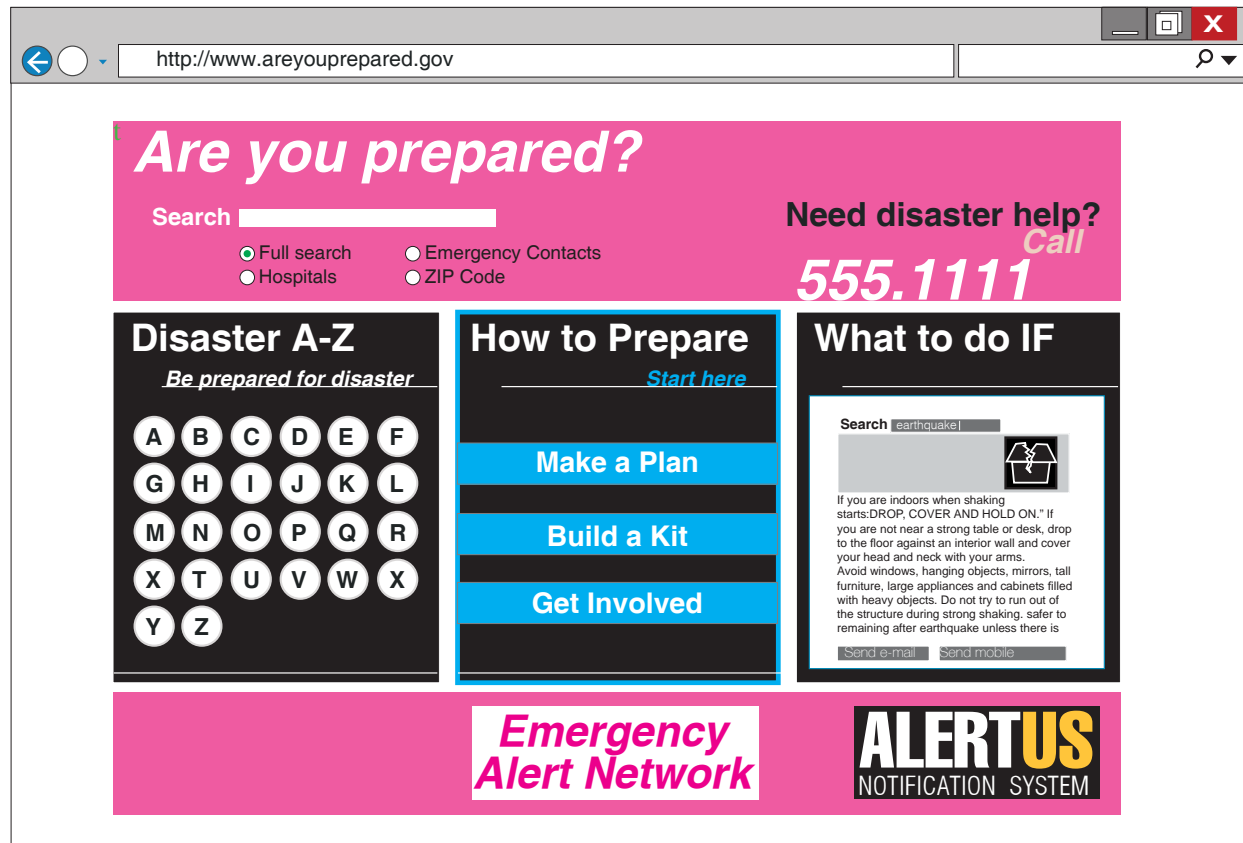 X
http://www.areyouprepared.gov
t
Are you prepared?
Search
Full search
Emergency Contacts
Hospitals
ZIP Code
Need disaster help?
Call
555.1111
Disaster A-Z
Be prepared for disaster
A B C D E F
G H I J K L
M N O P Q R
X T U V W X
Y Z
How to Prepare
Start here
Make a Plan
Build a Kit
Get Involved
What to do IF
Search earthquake
If you are indoors when shaking
starts:DROP, COVER AND HOLD ON." If
you are not near a strong table or desk, drop
to the floor against an interior wall and cover
your head and neck with your arms.
Avoid windows, hanging objects, mirrors, tall
furniture, large appliances and cabinets filled
with heavy objects. Do not try to run out of
the structure during strong shaking. safer to
remaining after earthquake unless there is
Send e-mail Send mobile
Emergency
Alert Network
ALERTUS
NOTIFICATION SYSTEM